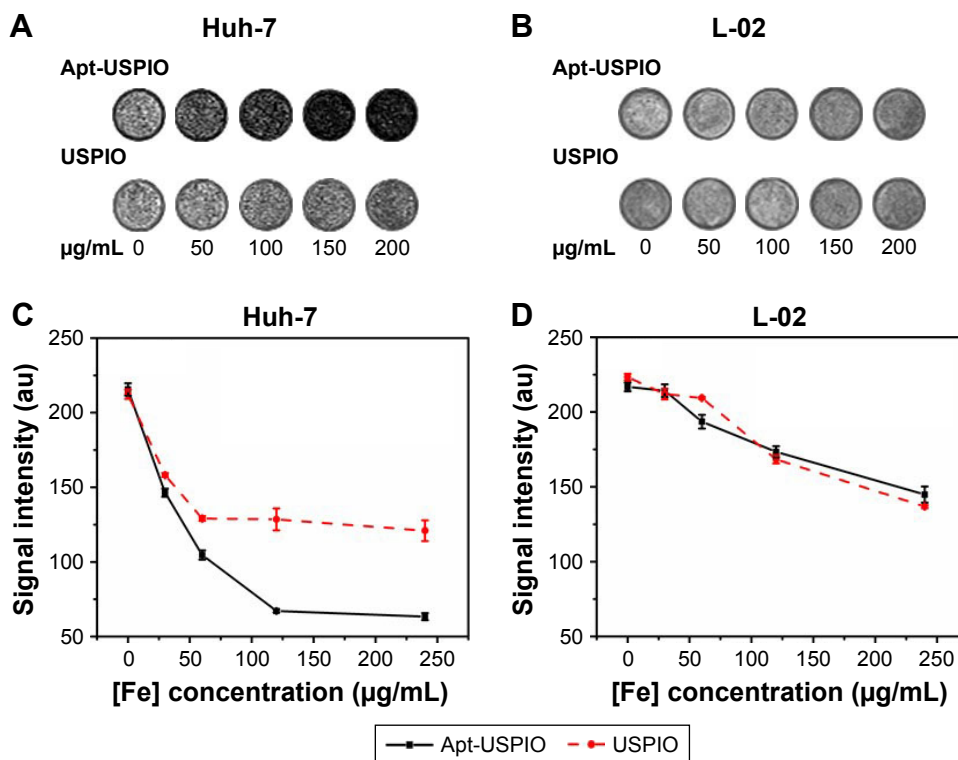 A
Huh-7
Apt-USPIO
USPIO
µg/mL 0 50 100 150 200
B
L-02
Apt-USPIO
USPIO
µg/mL 0 50 100 150 200
C
Huh-7
Signal intensity (au)
250
200
150
100
50
0 50 100 150 200 250
[Fe] concentration (µg/mL)
D
L-02
Signal intensity (au)
250
200
150
100
50
0 50 100 150 200 250
[Fe] concentration (µg/mL)
Apt-USPIO USPIO